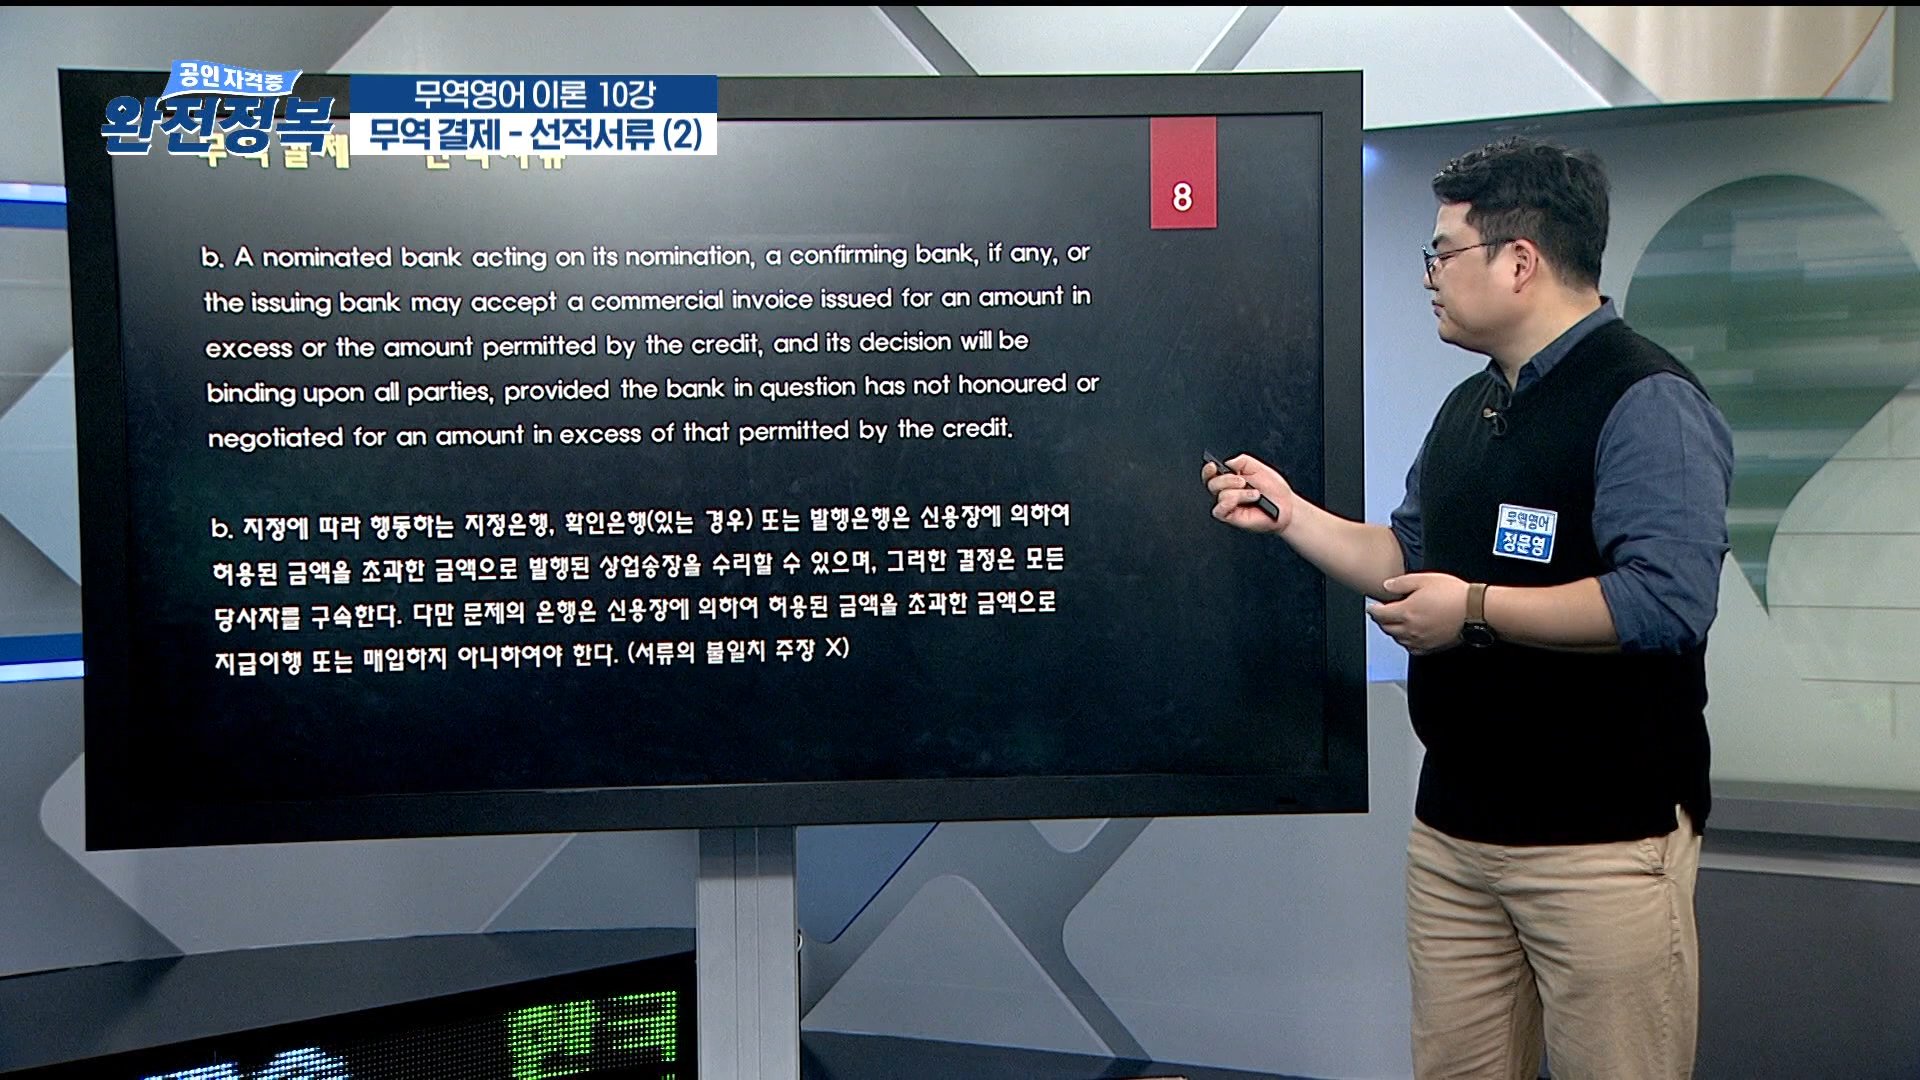 공인 자격증
완전정복
무역영어 이론 10강
무역 결제 - 선적서류 (2)
8
b. A nominated bank acting on its nomination, a confirming bank, if any, or
the issuing bank may accept a commercial invoice issued for an amount in
excess or the amount permitted by the credit, and its decision will be
binding upon all parties, provided the bank in question has not honoured or
negotiated for an amount in excess of that permitted by the credit.
b. 지정에 따라 행동하는 지정은행, 확인은행(있는 경우) 또는 발행은행은 신용장에 의하여
허용된 금액을 초과한 금액으로 발행된 상업송장을 수리할 수 있으며, 그러한 결정은 모든
당사자를 구속한다. 다만 문제의 은행은 신용장에 의하여 허용된 금액을 초과한 금액으로
지급이행 또는 매입하지 아니하여야 한다. (서류의 불일치 주장 X)
무역영어
정문영